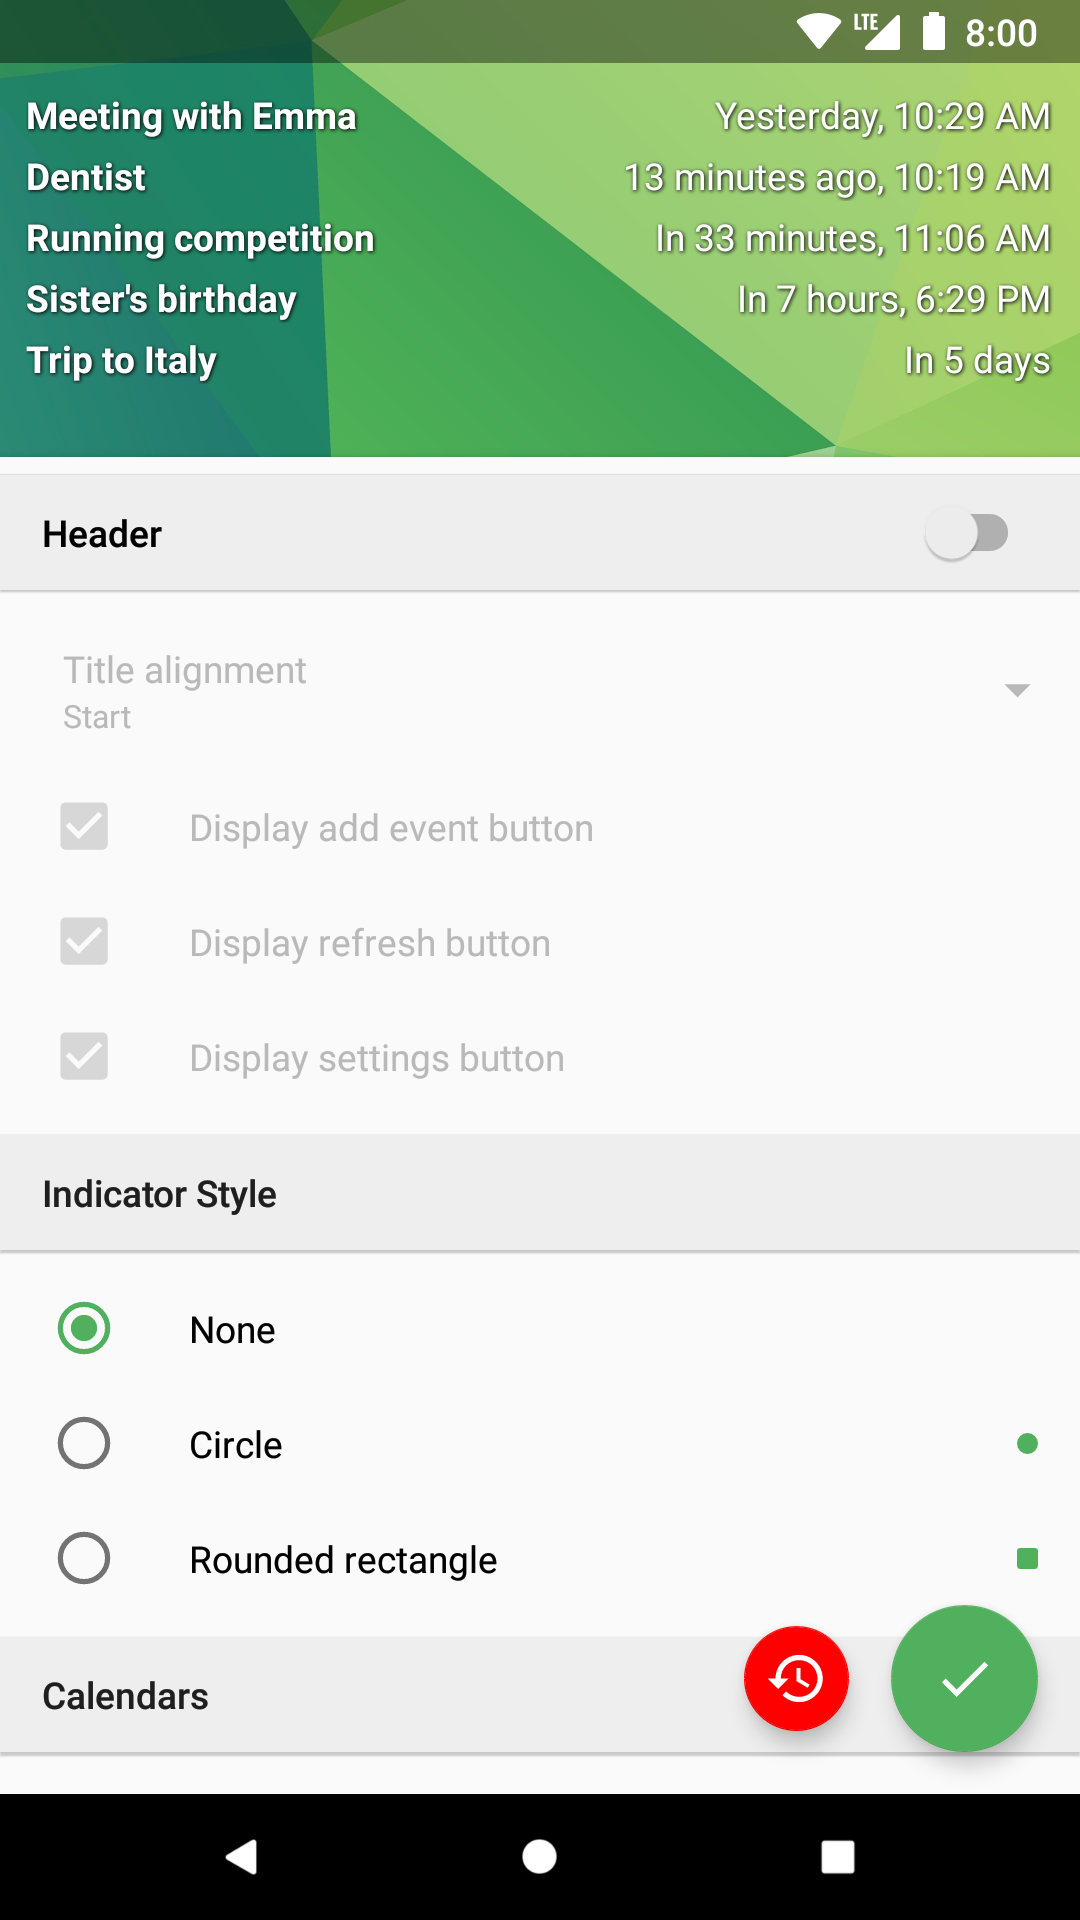 LTE 8:00
Meeting with Emma Yesterday, 10:29 AM
Dentist 13 minutes ago, 10:19 AM
Running competition In 33 minutes, 11:06 AM
Sister's birthday In 7 hours, 6:29 PM
Trip to Italy In 5 days
Header
Title alignment
Start
Display add event button
Display refresh button
Display settings button
Indicator Style
None
Circle
Rounded rectangle
Calendars